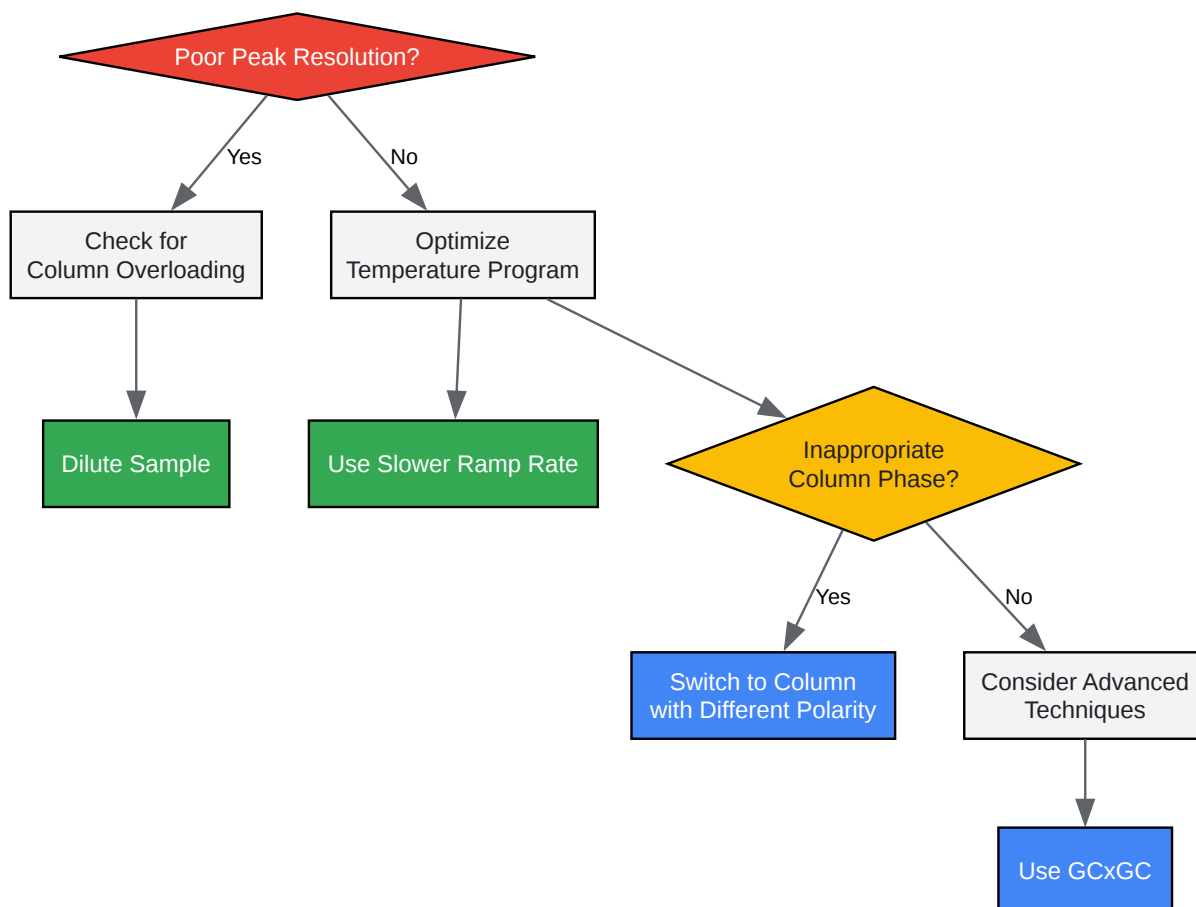 Poor Peak Resolution?
Yes
No
Check for
Column Overloading
Optimize
Temperature Program
Dilute Sample
Use Slower Ramp Rate
Inappropriate
Column Phase?
Yes
No
Switch to Column
with Different Polarity
Consider Advanced
Techniques
Use GCxGC